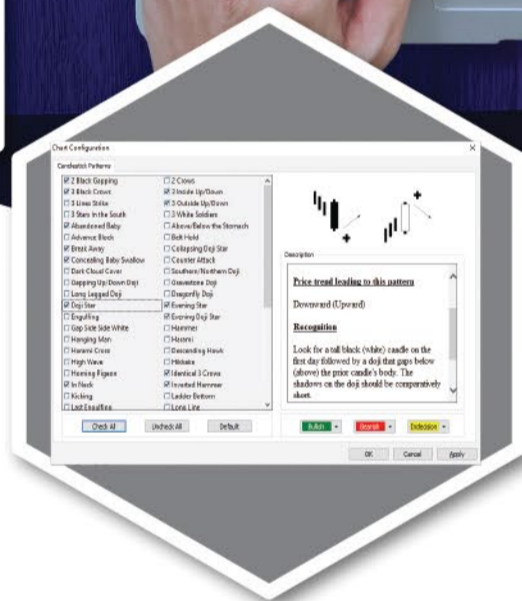 Chart Configuration
Candlestick Patterns
2 Black Gapping
3 Black Crows
3 Lines Strike
3 Stars in the South
Abandoned Baby
Advance Block
Break Away
Concealing Baby Swallow
Dark Cloud Cover
Gapping Up/Down Doji
Long Legged Doji
Doji Star
Engulfing
Gap Side Side White
Hanging Man
Harami Cross
High Wave
Homing Pigeon
In Neck
Kicking
Last Engulfing
2 Crows
3 Inside Up/Down
3 Outside Up/Down
3 White Soldiers
Above/Below the Stomach
Belt Hold
Collapsing Doji Star
Counter Attack
Southern/Northern Doji
Gravestone Doji
Dragonfly Doji
Evening Star
Evening Doji Star
Hammer
Harami
Descending Hawk
Hikkake
Identical 3 Crows
Inverted Hammer
Ladder Bottom
Long Line
Description
Price trend leading to this pattern
Downward (Upward)
Recognition
Look for a tall black (white) candle on the
first day followed by a doji that gaps below
(above) the prior candle's body. The
shadows on the doji should be comparatively
short.
Check All
Uncheck All
Default
Bullish
Bearish
Endecision
OK
Cancel
Apply